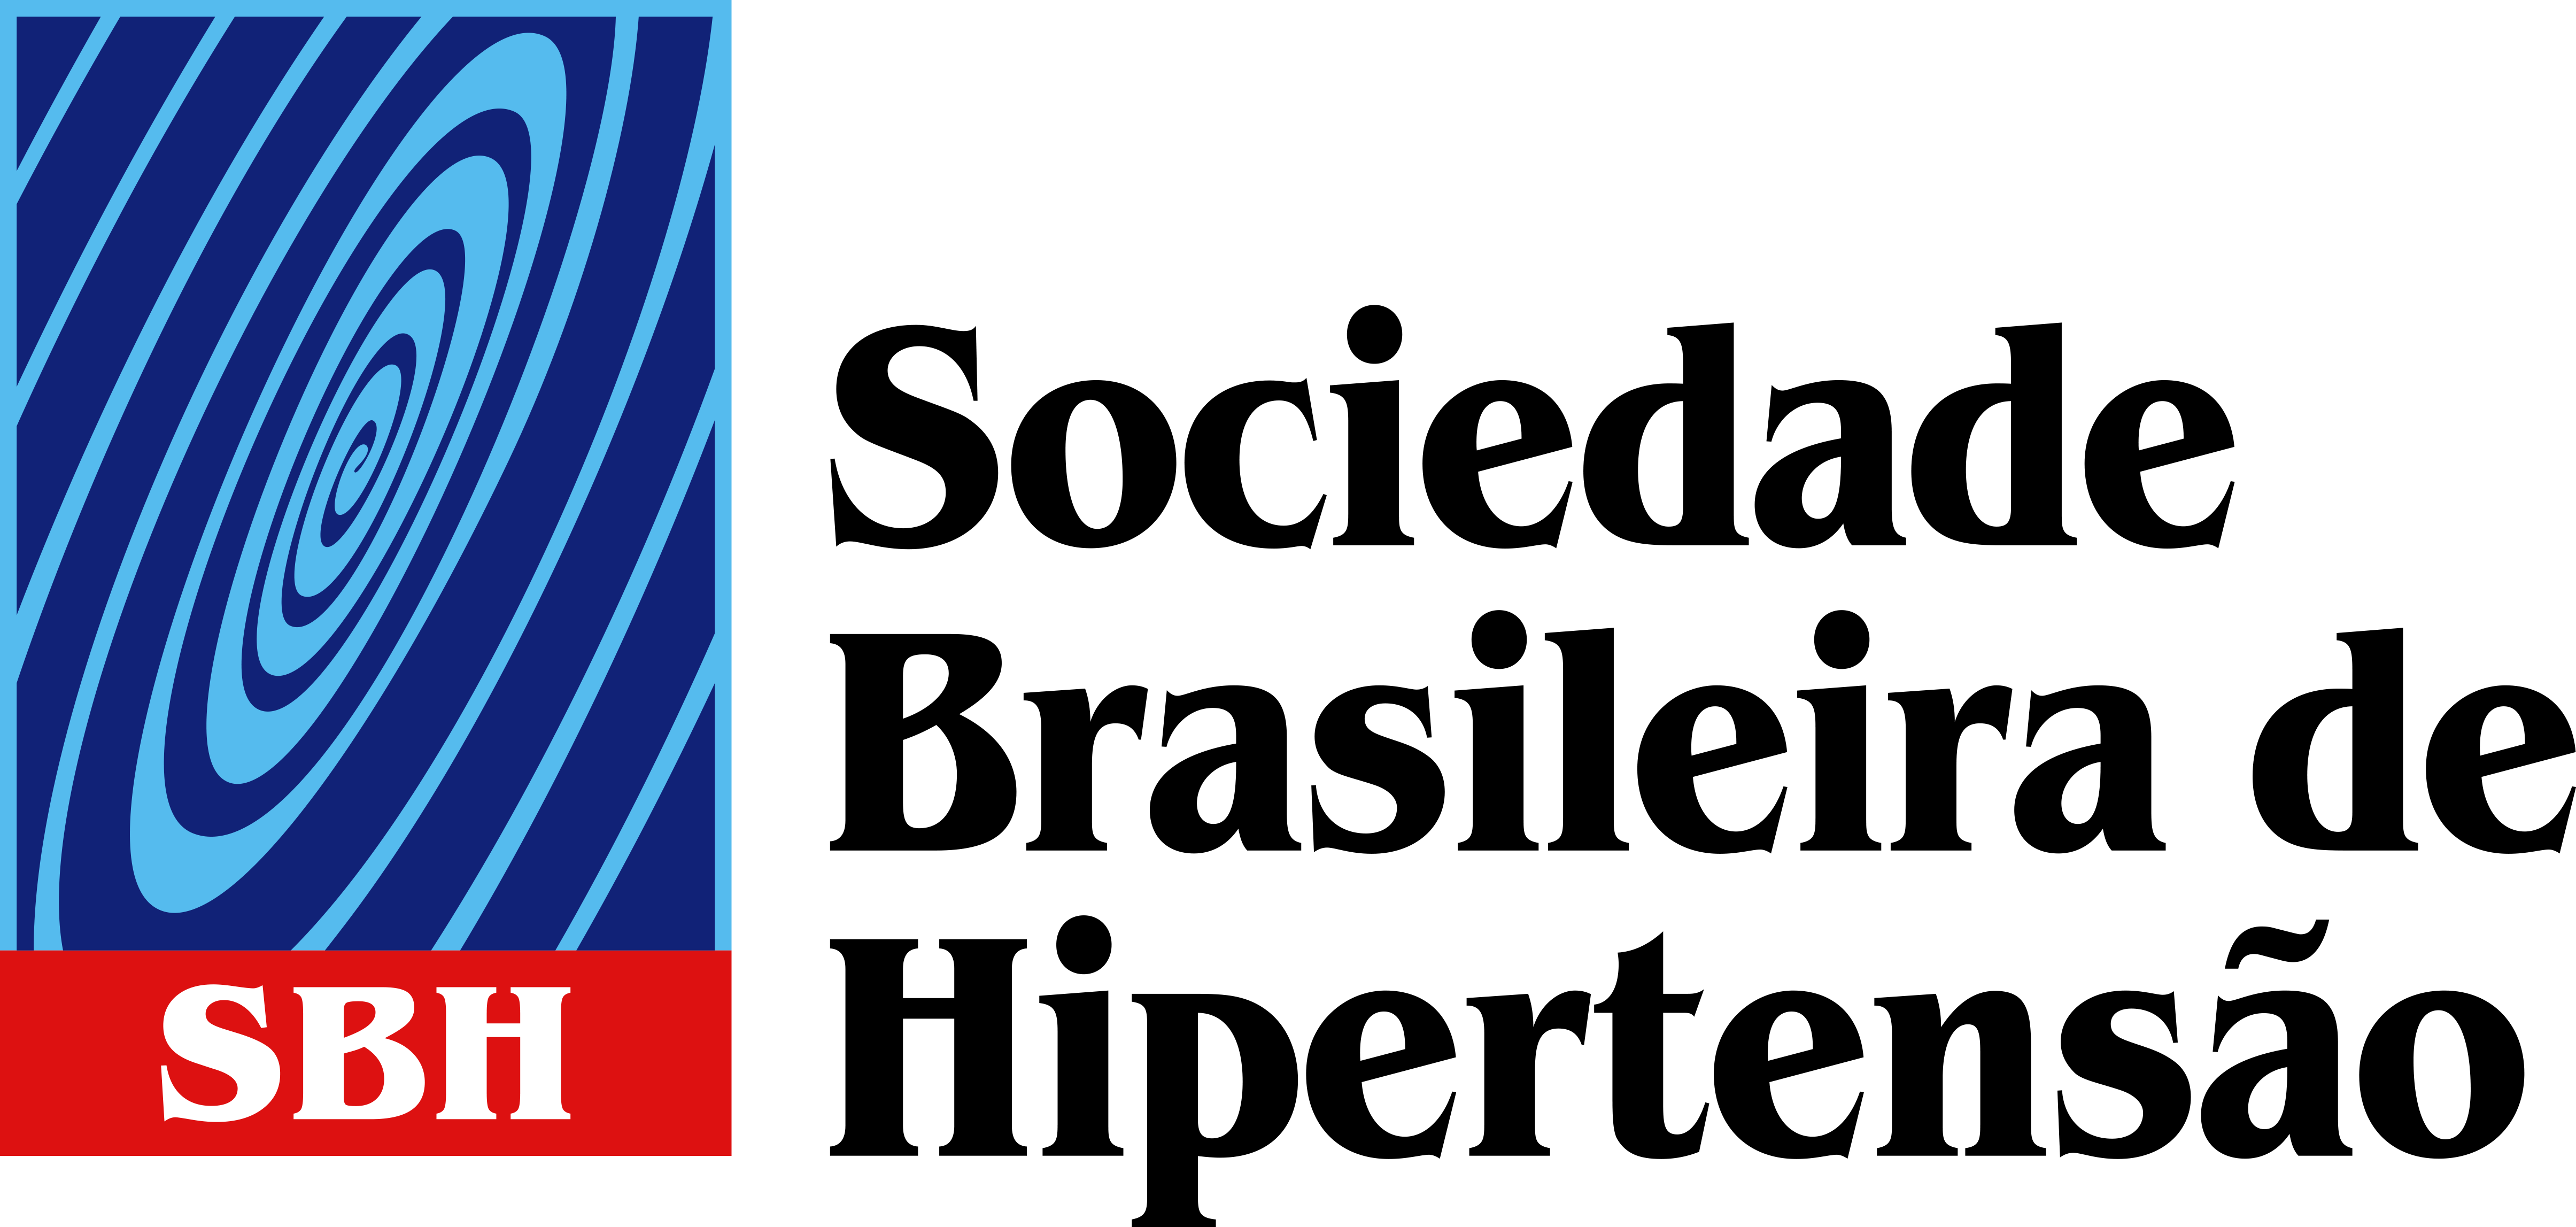 Sociedade
Brasileira de
Hipertensão
SBH